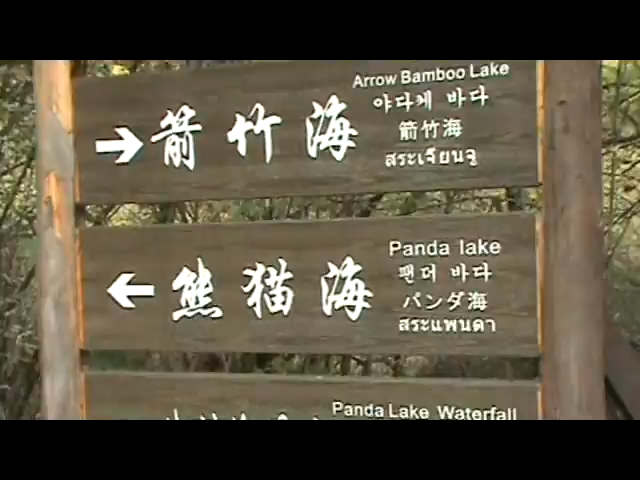 Arrow Bamboo Lake
야다케 바다
箭竹海
箭竹海
สระเจียนจู
Panda lake
팬더 바다
熊猫海
パンダ海
สระแพนดา
Panda Lake Waterfall